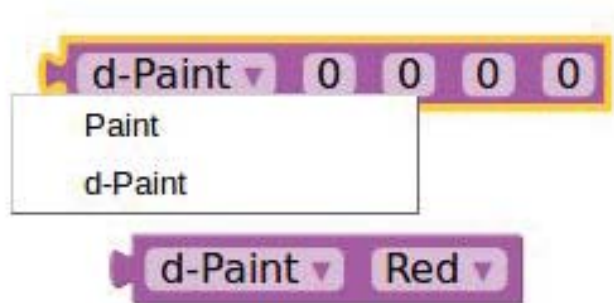 d-Paint ▼ 0 0 0 0
Paint
d-Paint
d-Paint ▼ Red ▼